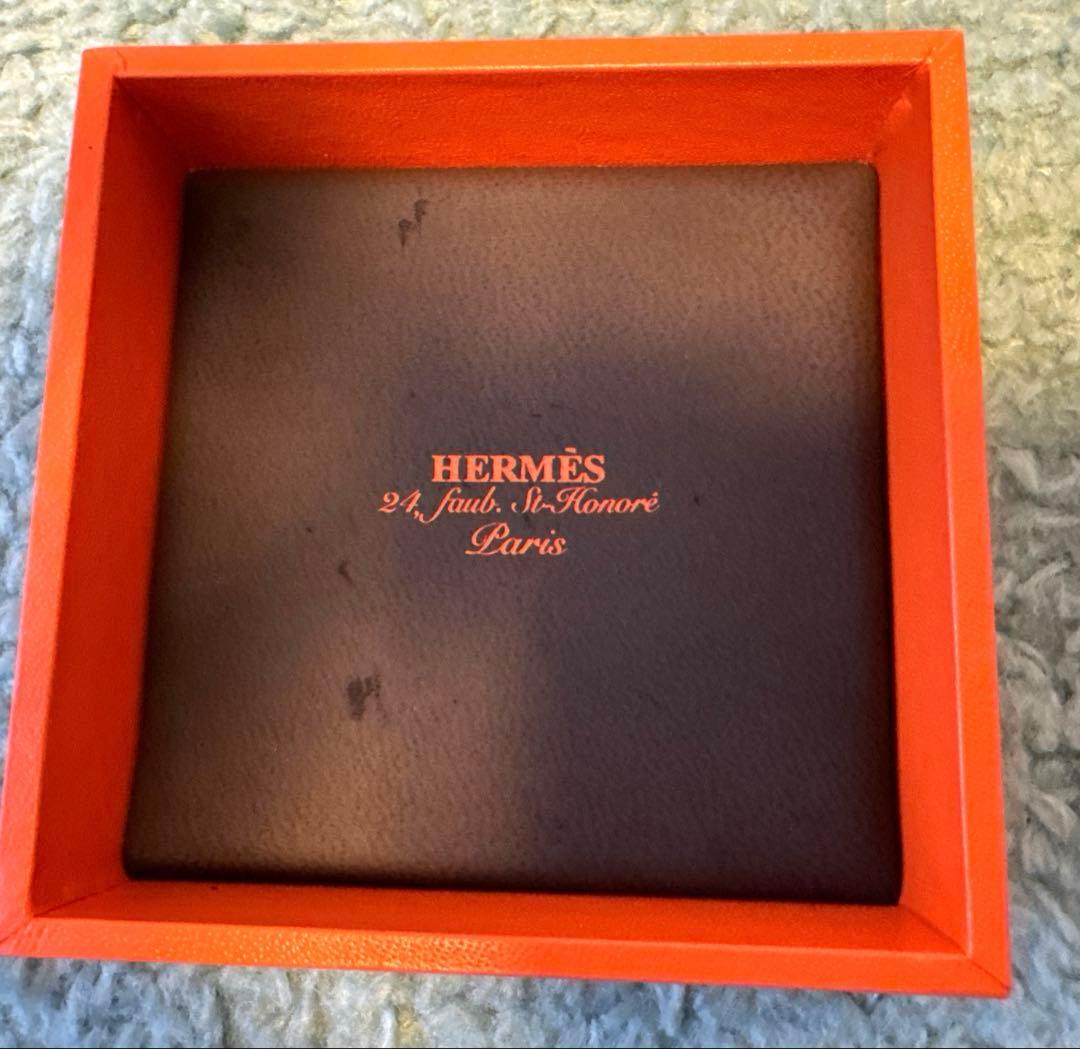 HERMÈS
24, faub. St-Honoré
Paris